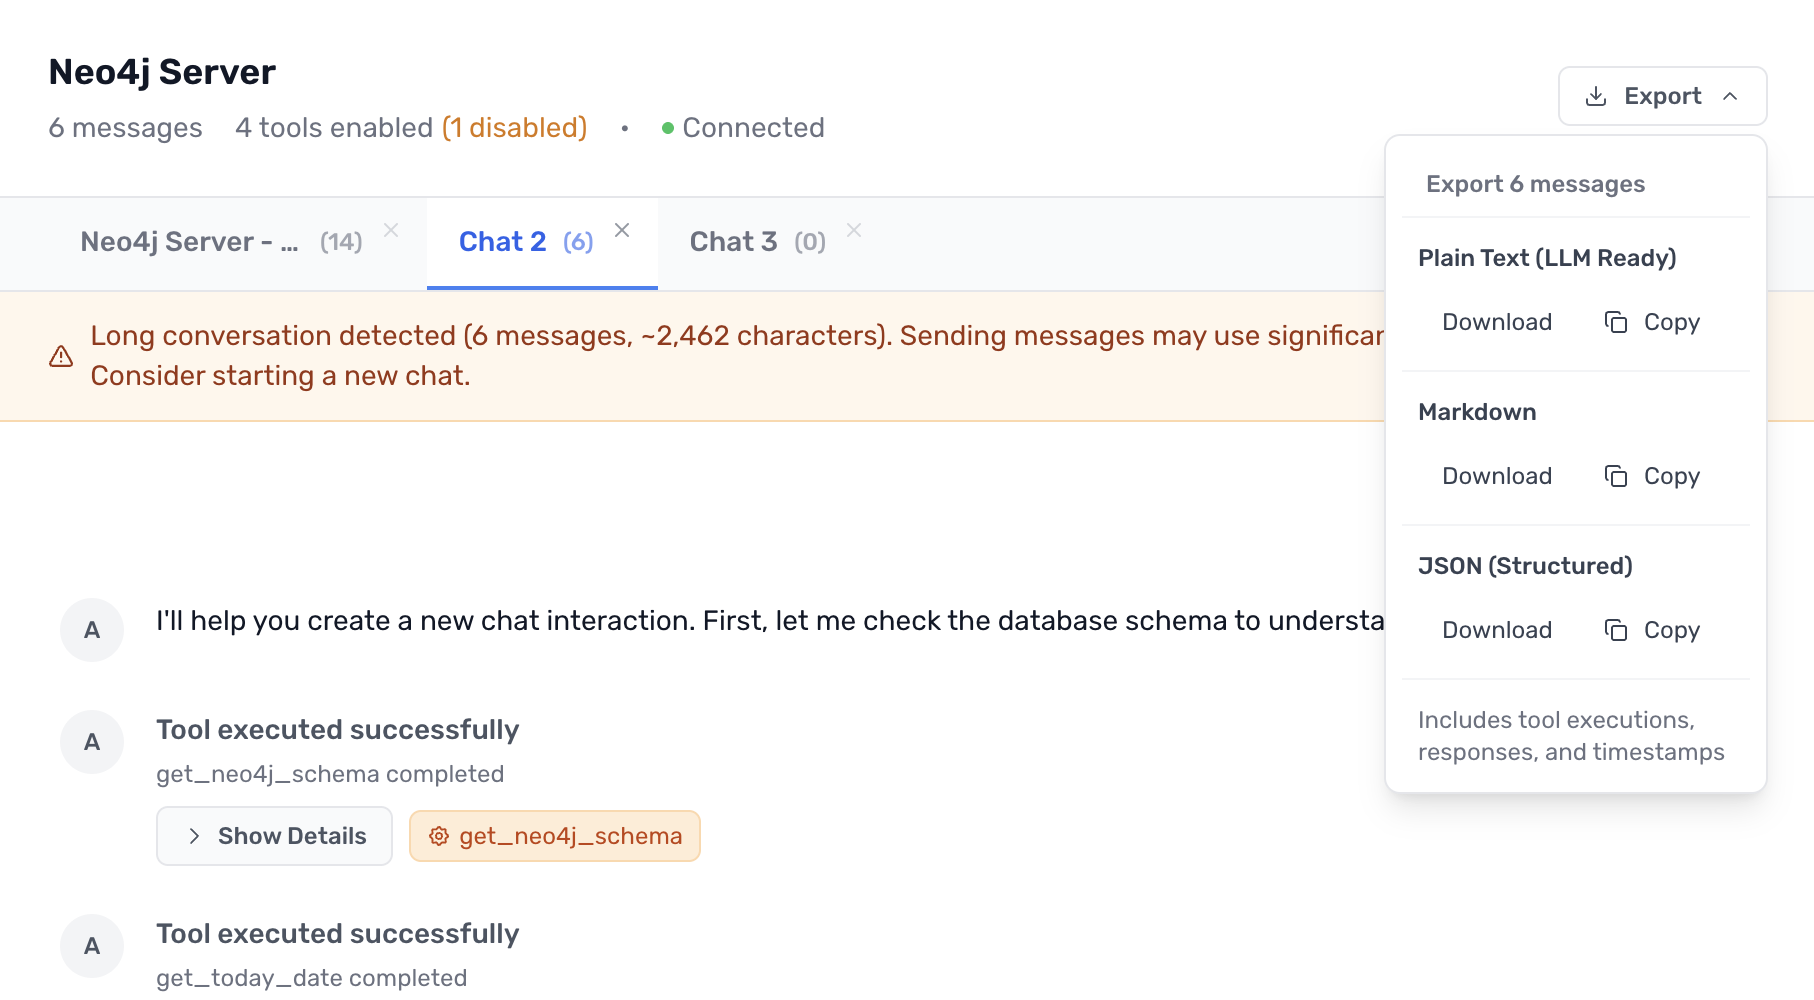 Neo4j Server
6 messages 4 tools enabled (1 disabled) • Connected
Export
Export 6 messages
Plain Text (LLM Ready)
Download Copy
Markdown
Download Copy
JSON (Structured)
Download Copy
Includes tool executions,
responses, and timestamps
Neo4j Server - ... (14)
Chat 2 (6)
Chat 3 (0)
Long conversation detected (6 messages, ~2,462 characters). Sending messages may use
Consider starting a new chat.
A
I'll help you create a new chat interaction. First, let me check the database schema to
A
Tool executed successfully
get_neo4j_schema completed
Show Details get_neo4j_schema
A
Tool executed successfully
get_today_date completed